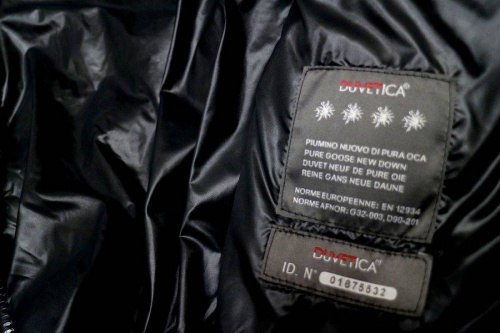 DUVETICA®
PIUMINO NUOVO DI PURA OCA
PURE GOOSE NEW DOWN
DUVET NEUF DE PURE OIE
REINE GANS NEUE DAUNE
NORME EUROPEENNE: EN 12934
NORME AFNOR: G32-003, D90-201
DUVETICA®
ID. N° 01675532